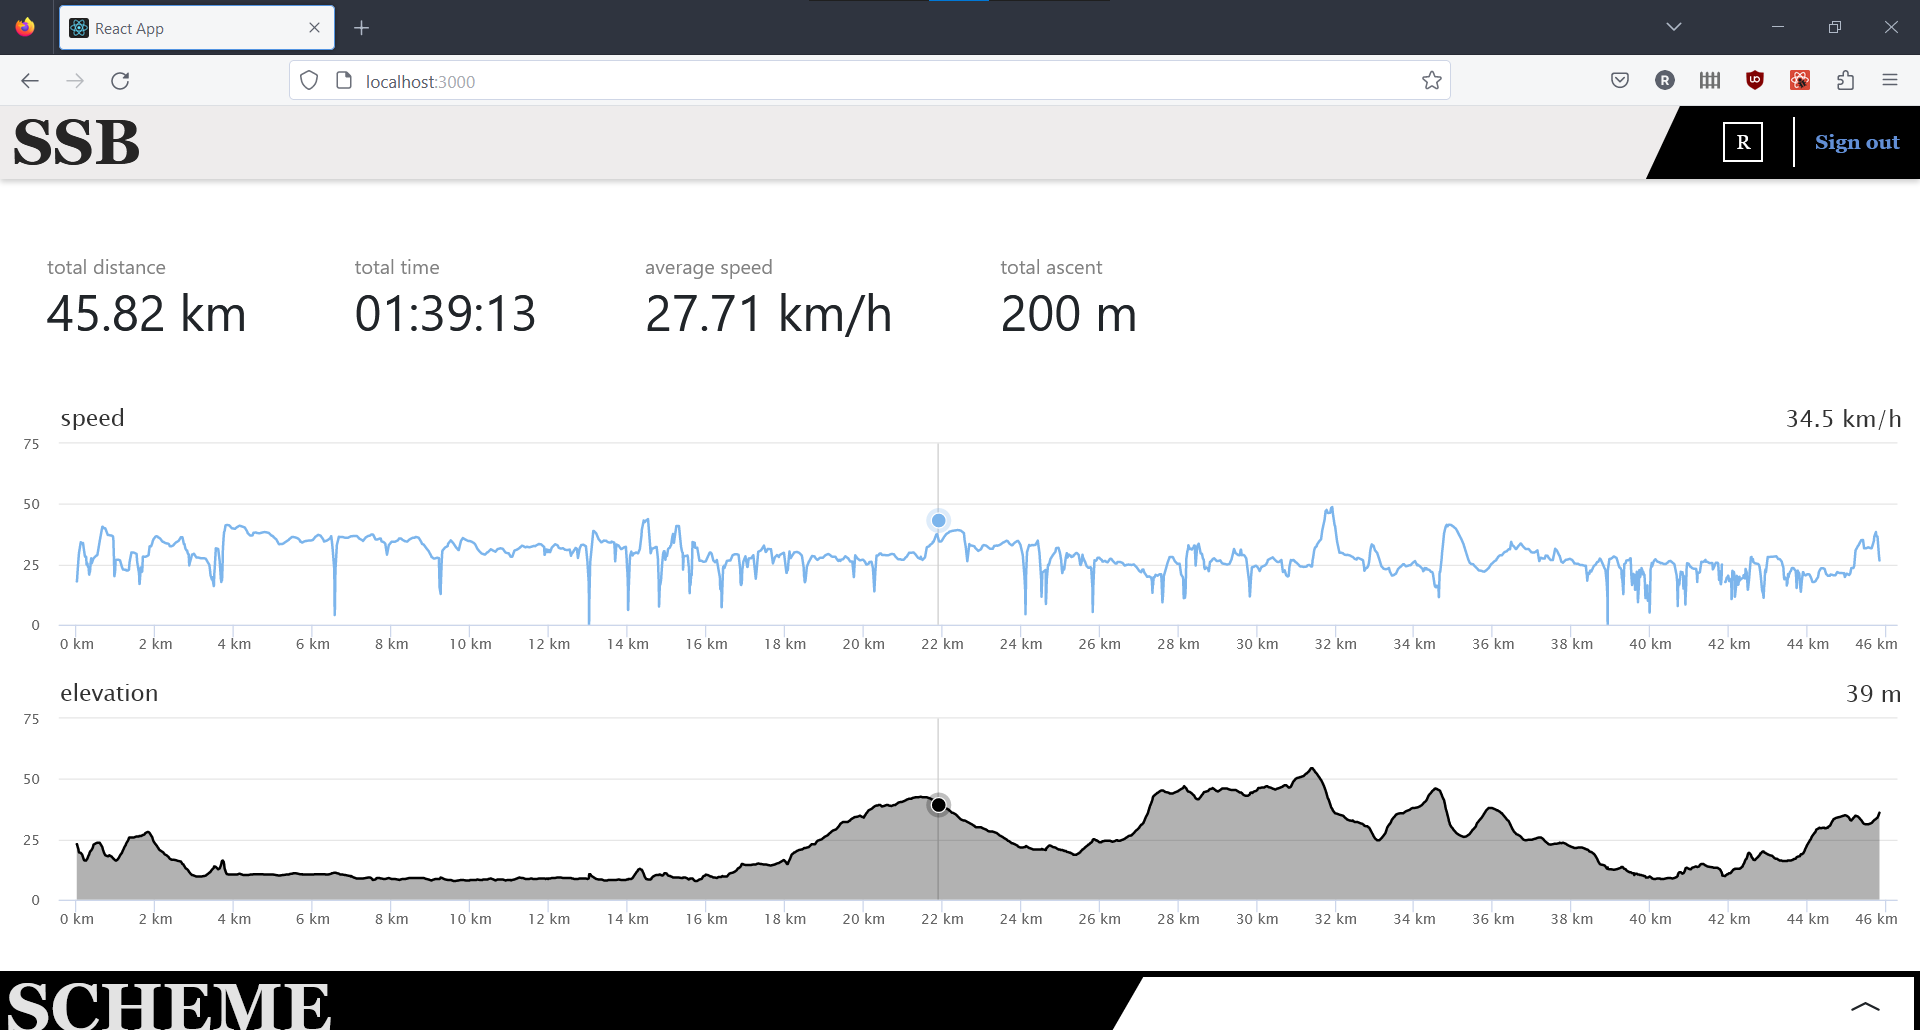 React App
localhost:3000
SSB
R
Sign out
total distance
total time
average speed
total ascent
45.82 km
01:39:13
27.71 km/h
200 m
speed
34.5 km/h
75
50
25
0
0 km 2 km 4 km 6 km 8 km 10 km 12 km 14 km 16 km 18 km 20 km 22 km 24 km 26 km 28 km 30 km 32 km 34 km 36 km 38 km 40 km 42 km 44 km 46 km
elevation
39 m
75
50
25
0
0 km 2 km 4 km 6 km 8 km 10 km 12 km 14 km 16 km 18 km 20 km 22 km 24 km 26 km 28 km 30 km 32 km 34 km 36 km 38 km 40 km 42 km 44 km 46 km
SCHEME